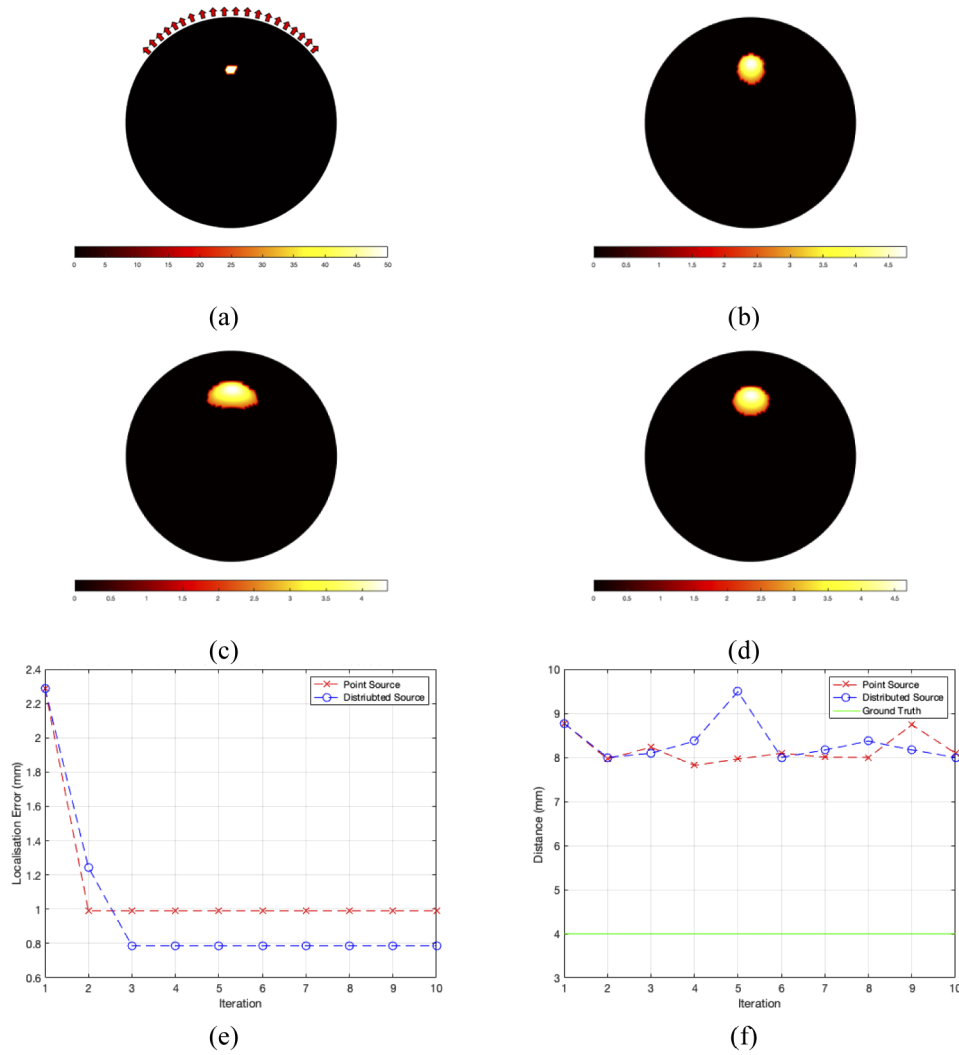 0 5 10 15 20 25 30 35 40 45 50
0 0.5 1 1.5 2 2.5 3 3.5 4 4.5
(a) (b)
0 0.5 1 1.5 2 2.5 3 3.5 4
0 0.5 1 1.5 2 2.5 3 3.5 4 4.5
(c) (d)
2.4
2.2
2
1.8
1.6
1.4
1.2
1
0.8
0.6
Localisation Error (mm)
Point Source
Distriubted Source
1 2 3 4 5 6 7 8 9 10
Iteration
(e)
10
9
8
7
6
5
4
3
Distance (mm)
Point Source
Distributed Source
Ground Truth
1 2 3 4 5 6 7 8 9 10
Iteration
(f)